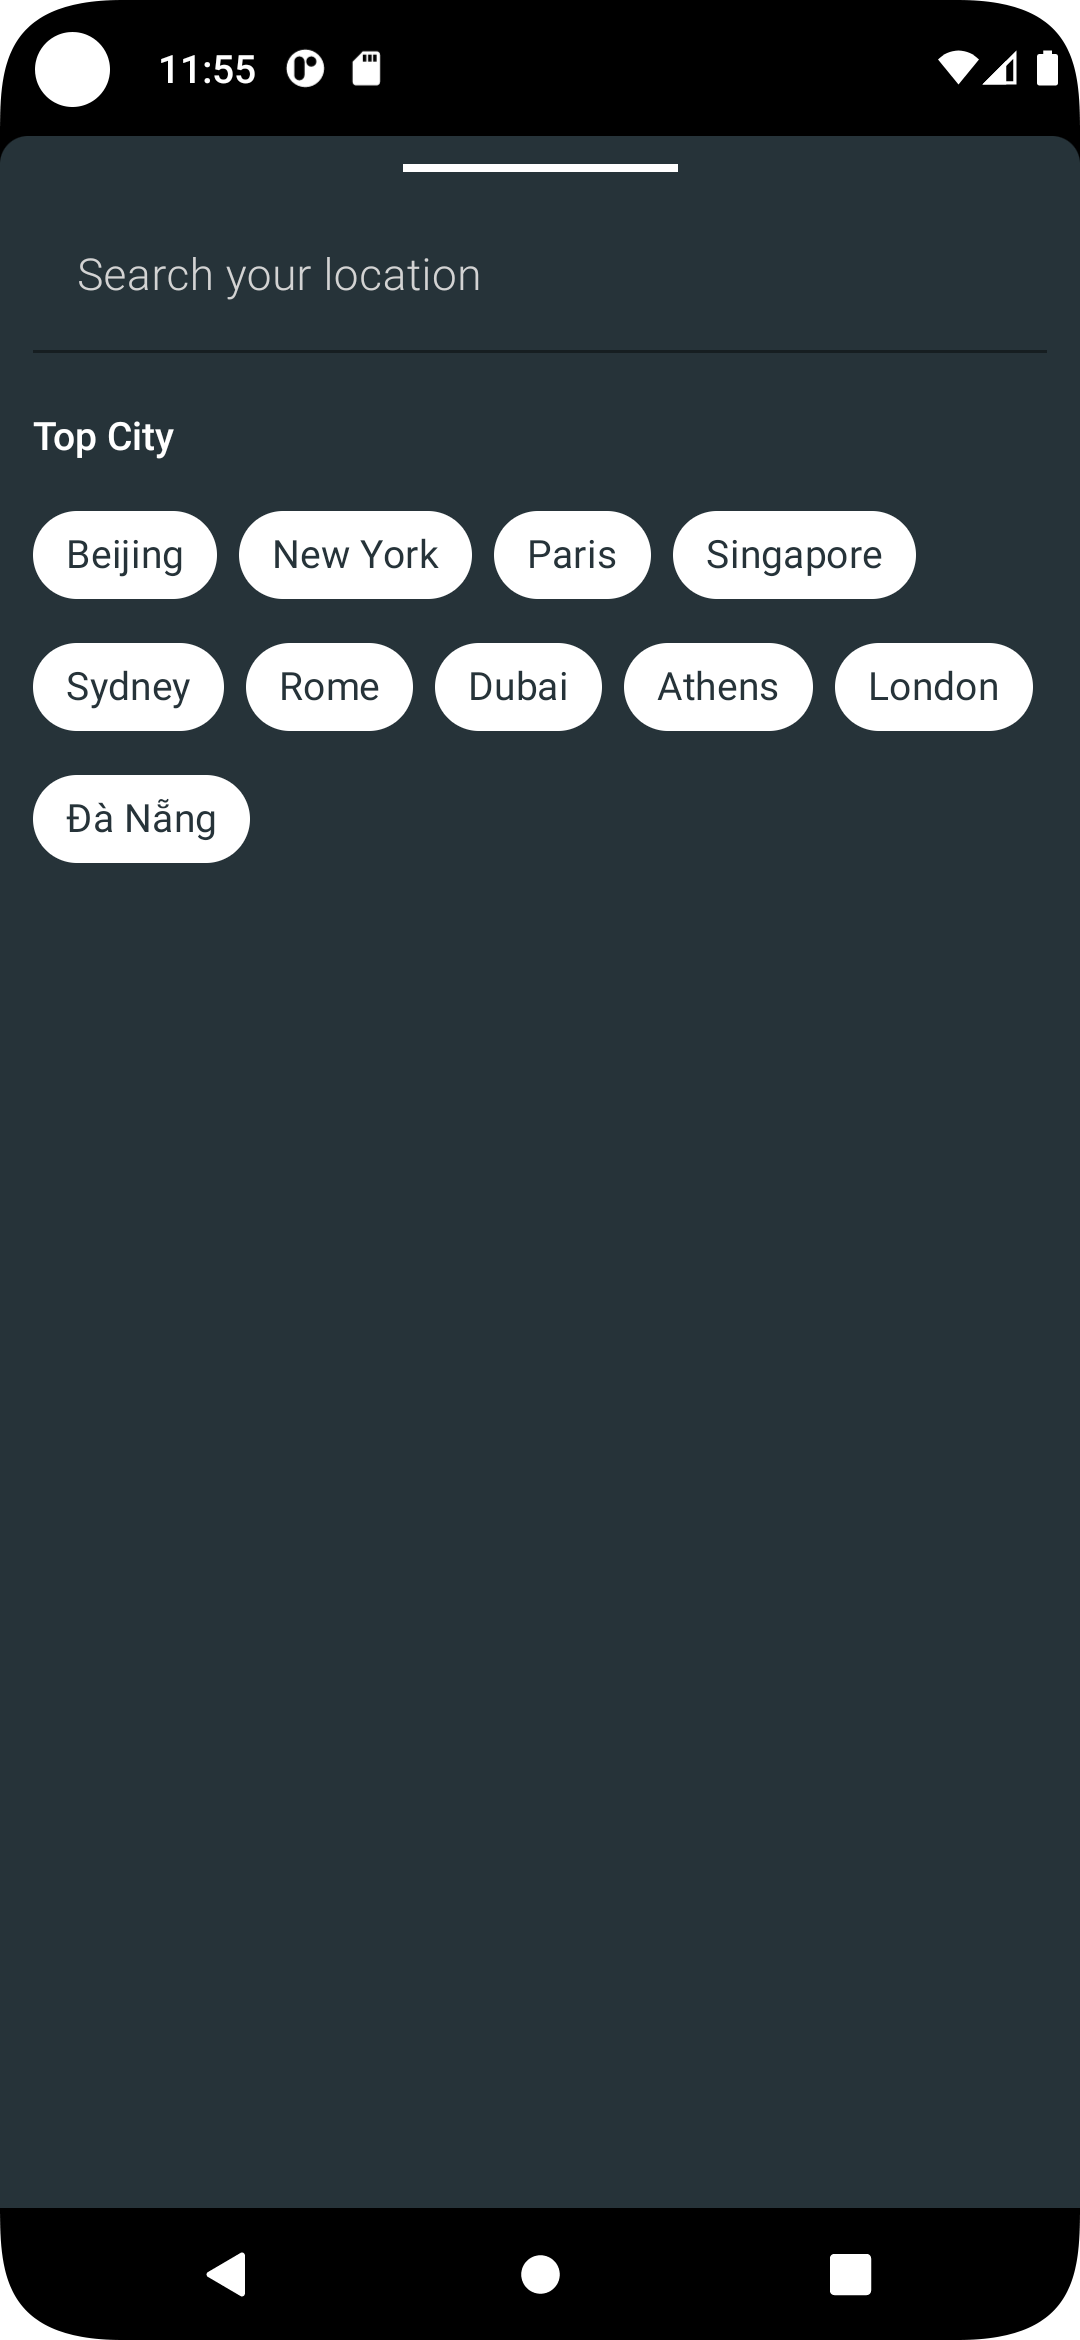 11:55
Search your location
Top City
Beijing New York Paris Singapore
Sydney Rome Dubai Athens London
Đà Nẵng